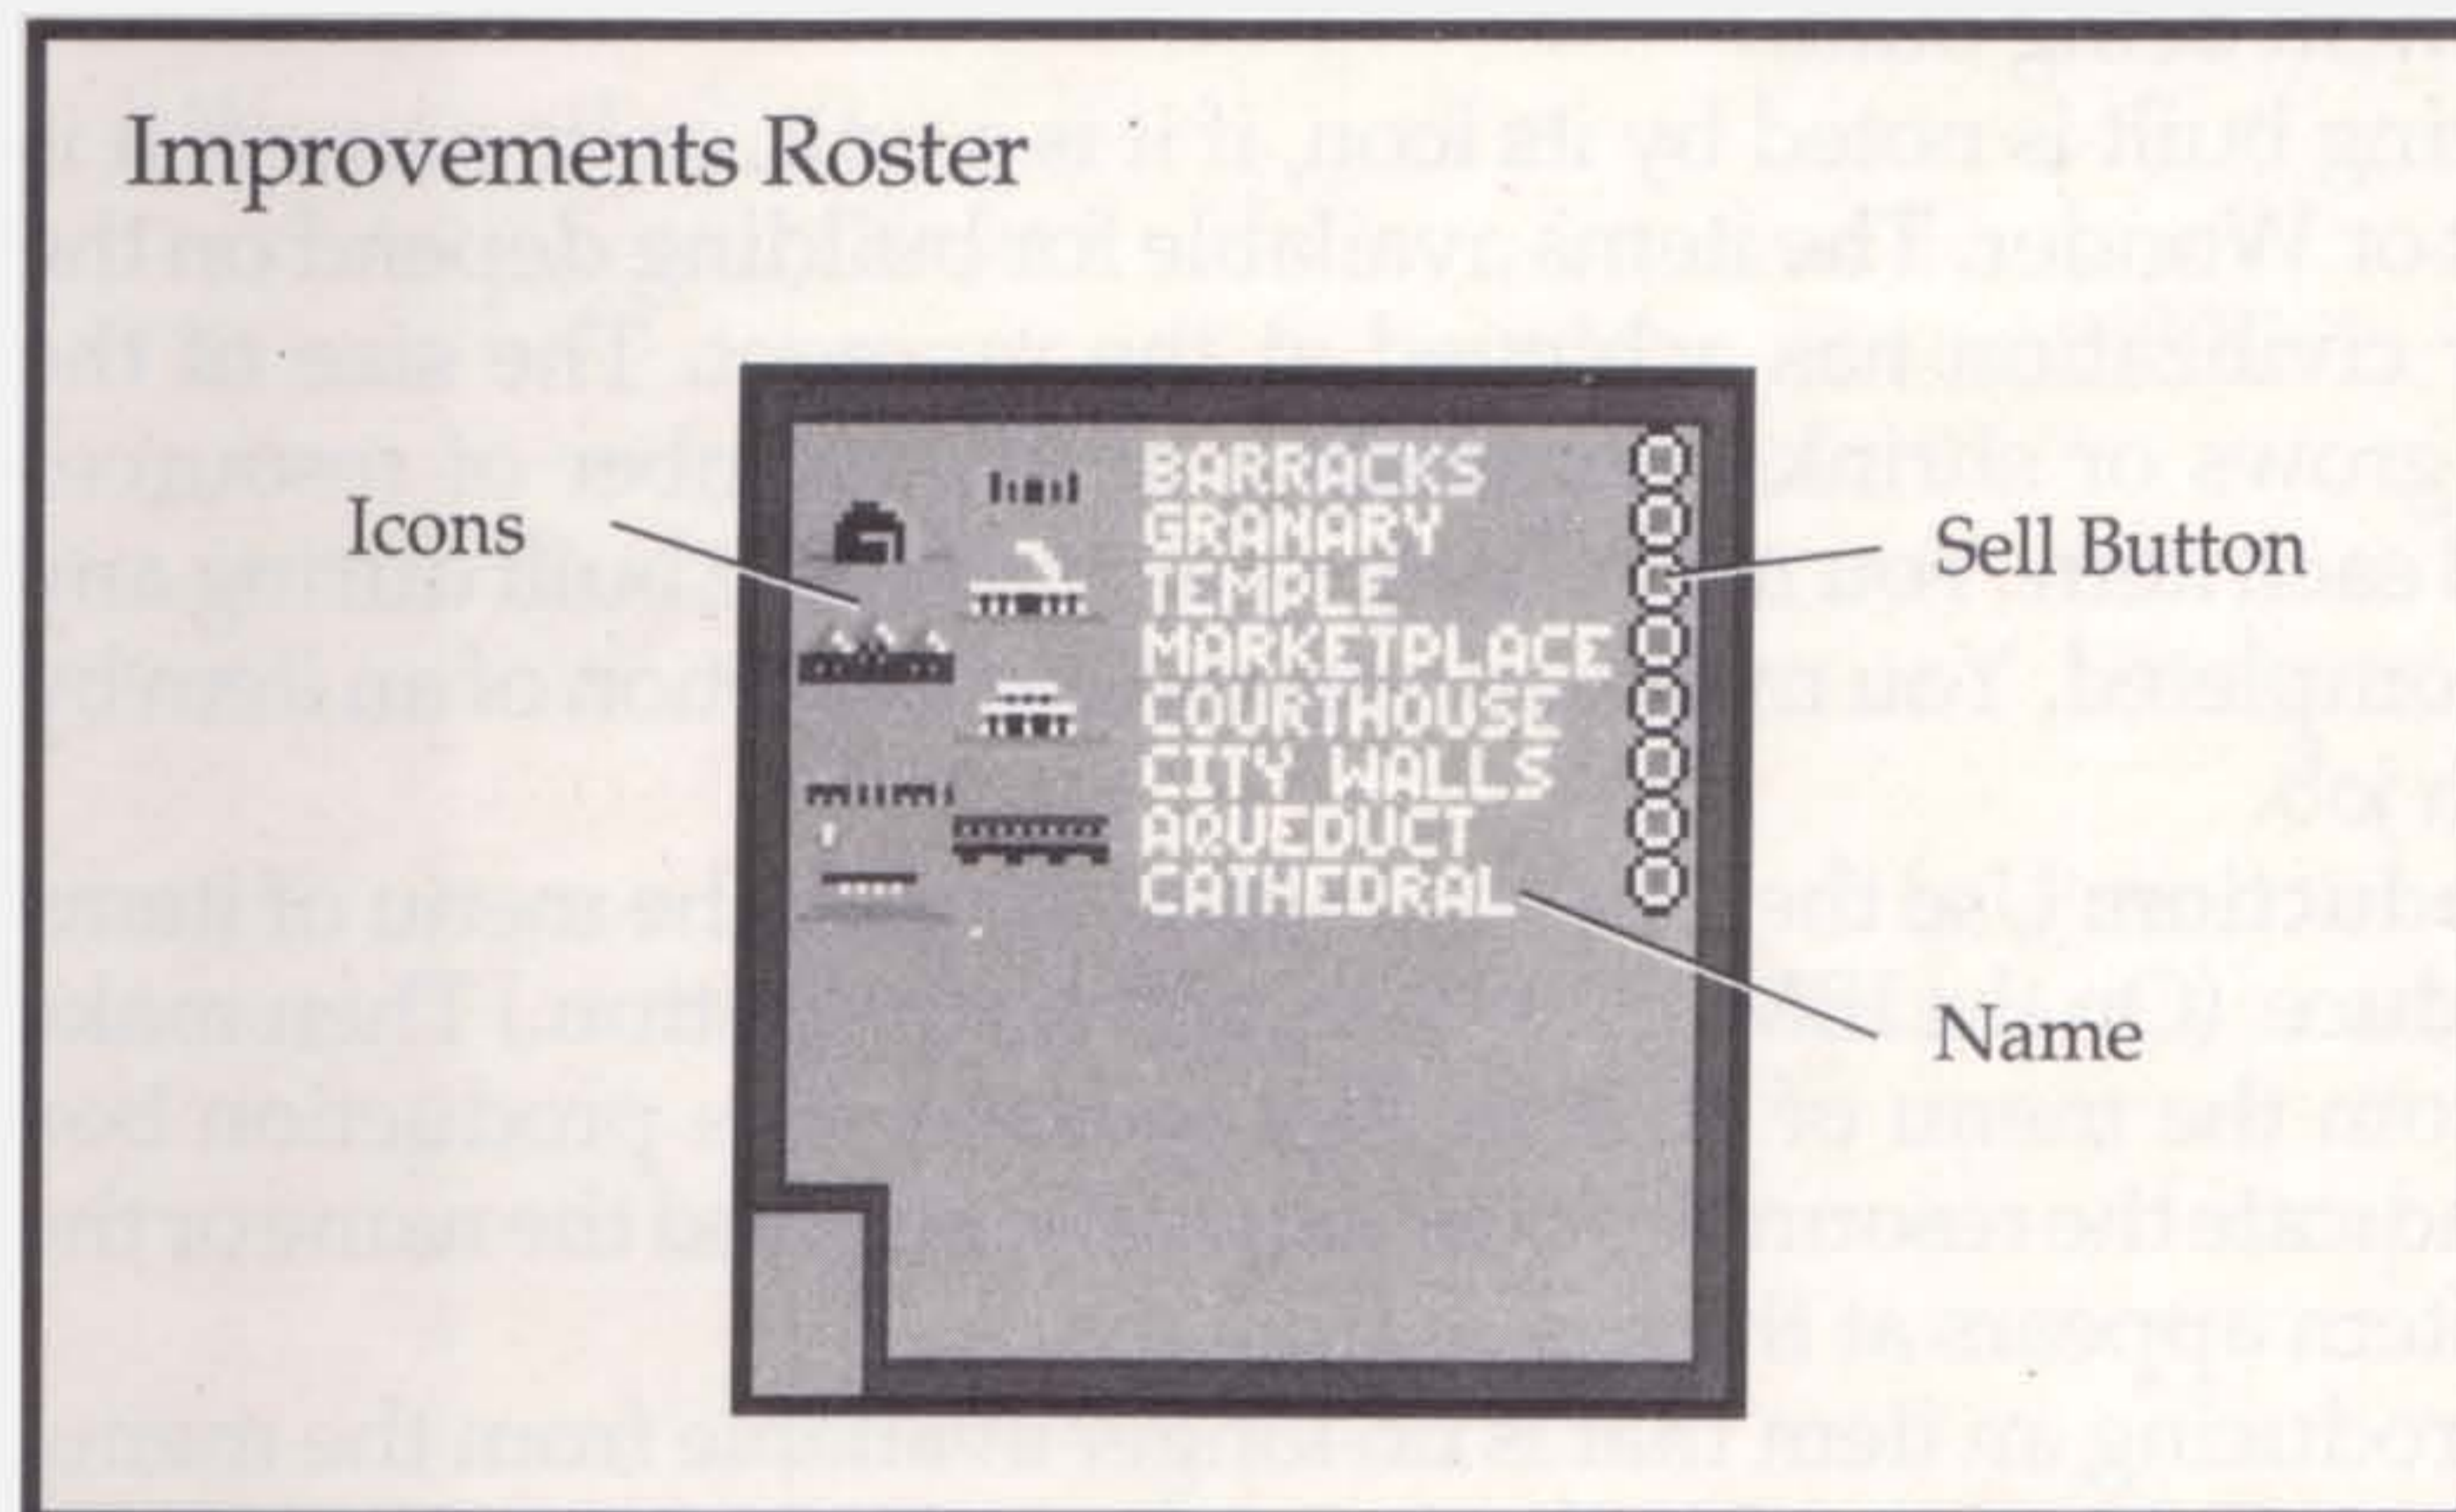 Improvements Roster
Icons
BARRACKS
GRANARY
TEMPLE
MARKETPLACE
COURTHOUSE
CITY WALLS
AQUEDUCT
CATHEDRAL
Sell Button
Name